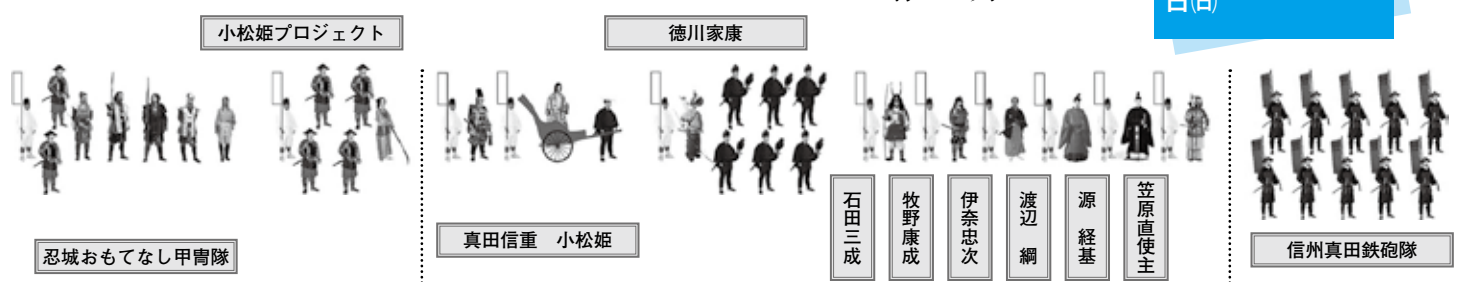 日(日)
小松姫プロジェクト
徳川家康
忍城おもてなし甲冑隊
真田信重　小松姫
石田三成
牧野康成
伊奈忠次
渡辺　綱
源　経基
笠原直使主
信州真田鉄砲隊